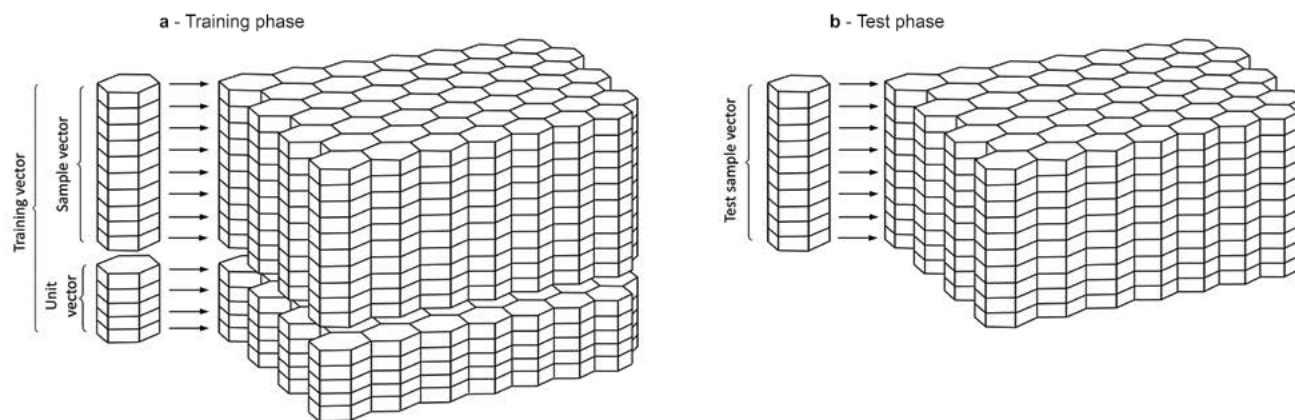 a - Training phase
Training vector
Sample vector
Unit
vector
b - Test phase
Test sample vector